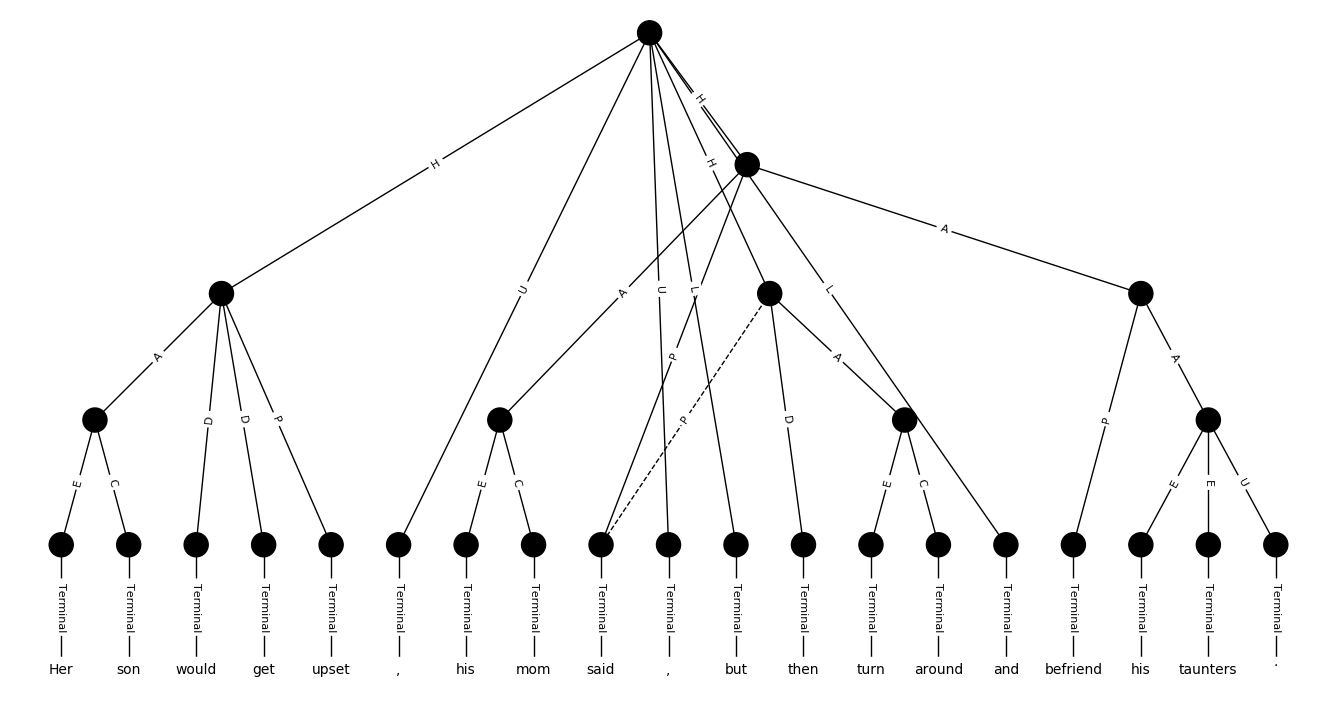 H
H
A
H
U
U
L
L
A
P
A
D
D
P
P
D
A
P
A
E
C
E
C
E
C
E
E
U
Terminal Terminal Terminal Terminal Terminal Terminal Terminal Terminal Terminal Terminal Terminal Terminal Terminal Terminal Terminal Terminal Terminal Terminal Terminal
Her son would get upset , his mom said , but then turn around and befriend his taunters .